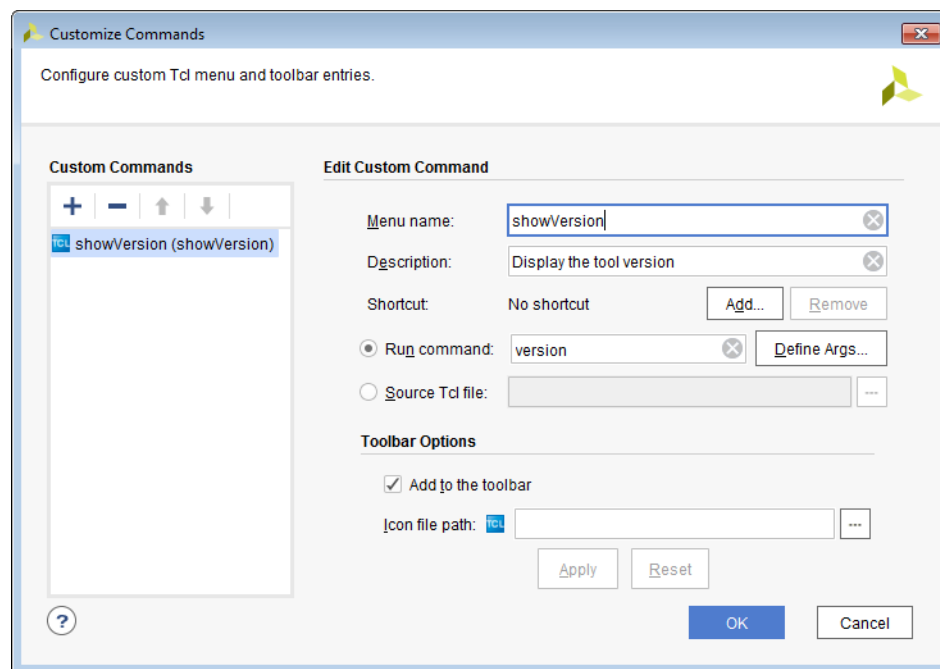 Customize Commands
Configure custom Tcl menu and toolbar entries.
Custom Commands
TCL showVersion (showVersion)
Edit Custom Command
Menu name: showVersion
Description: Display the tool version
Shortcut: No shortcut Add... Remove
Run command: version Define Args...
Source Tcl file: ...
Toolbar Options
Add to the toolbar
Icon file path: TCL ...
Apply Reset
? OK Cancel